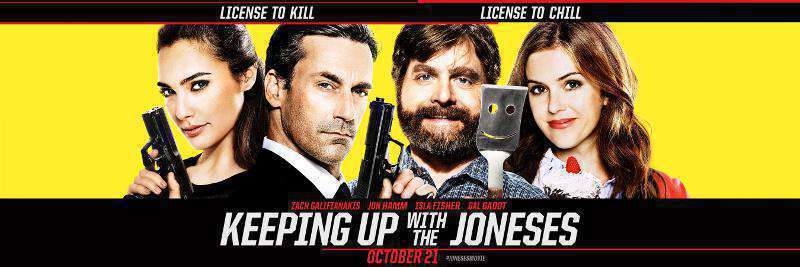 LICENSE TO KILL
LICENSE TO CHILL
ZACH GALIFIANAKIS JON HAMM ISLA FISHER GAL GADOT
KEEPING UP WITH THE JONESES
OCTOBER 21
#JONESESMOVIE